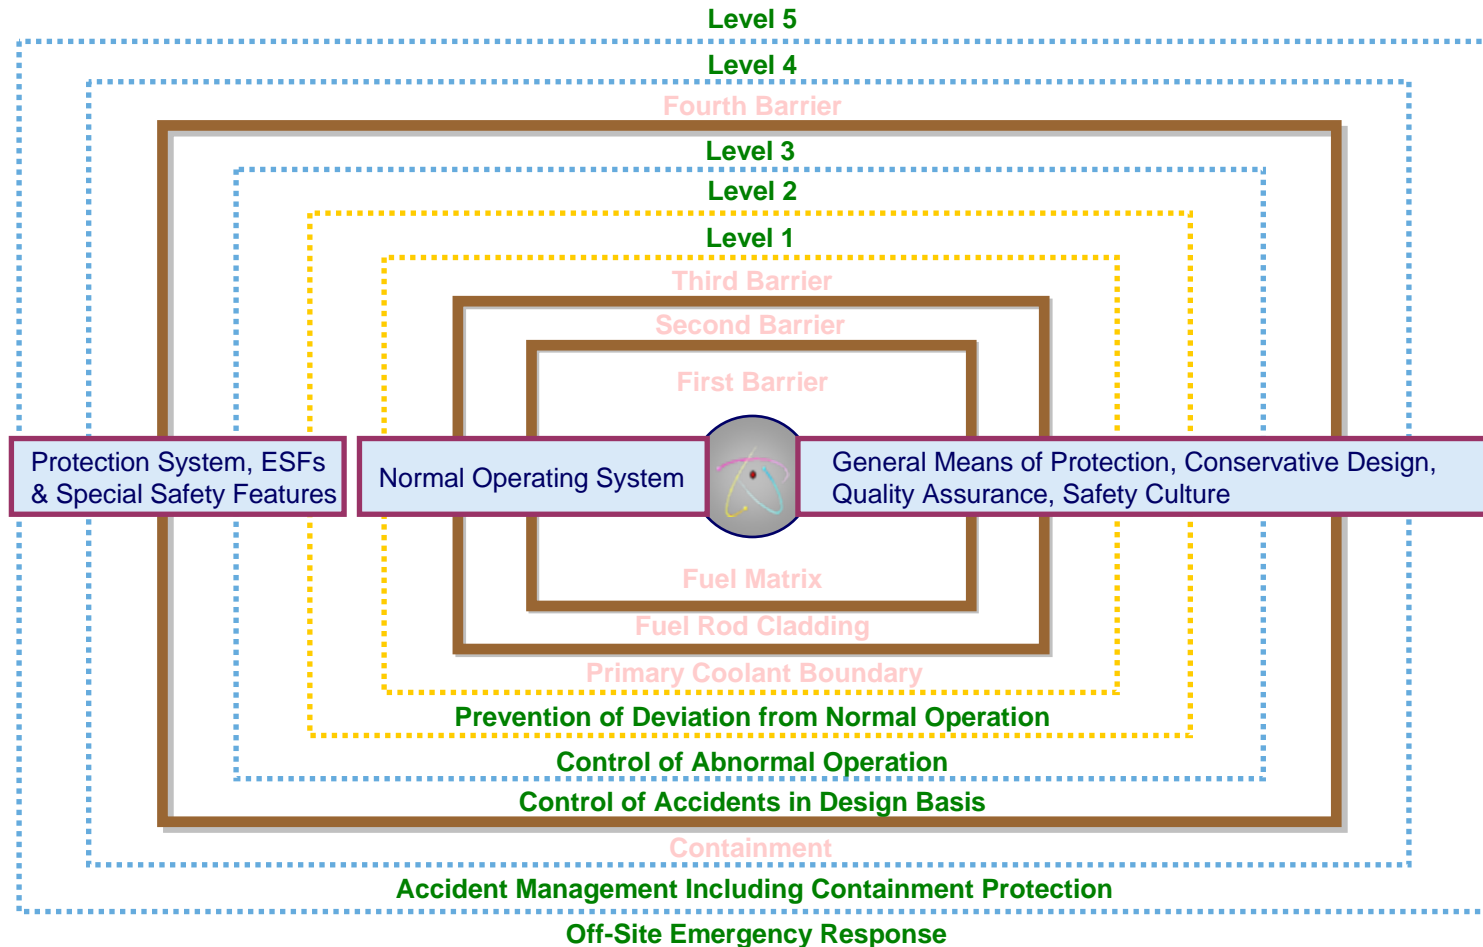 Level 5
Level 4
Fourth Barrier
Level 3
Level 2
Level 1
Third Barrier
Second Barrier
First Barrier
Protection System, ESFs
& Special Safety Features
Normal Operating System
General Means of Protection, Conservative Design,
Quality Assurance, Safety Culture
Fuel Matrix
Fuel Rod Cladding
Primary Coolant Boundary
Prevention of Deviation from Normal Operation
Control of Abnormal Operation
Control of Accidents in Design Basis
Containment
Accident Management Including Containment Protection
Off-Site Emergency Response